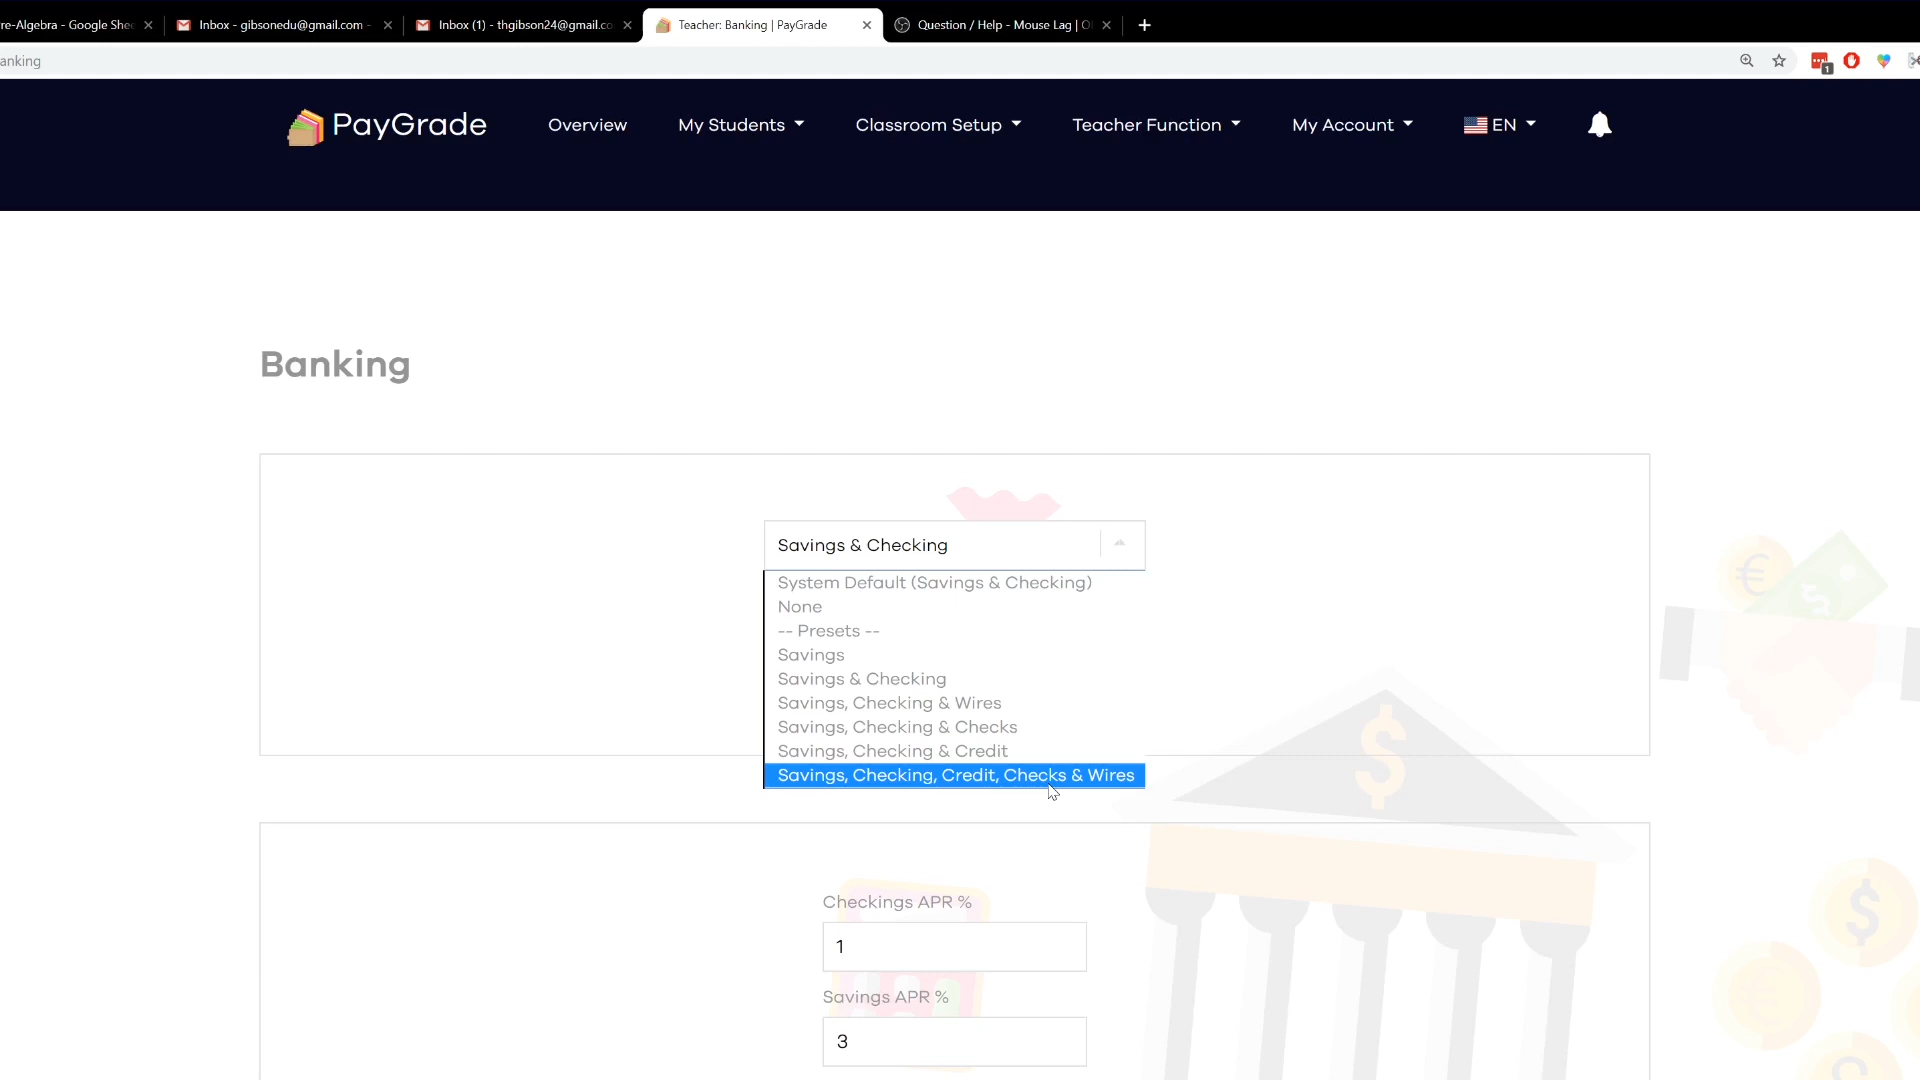 re-Algebra - Google Shee
Inbox - gibsonedu@gmail.com -
Inbox (1) - thgibson24@gmail.co
Teacher: Banking | PayGrade
Question / Help - Mouse Lag | O
anking
1
PayGrade
Overview
My Students
Classroom Setup
Teacher Function
My Account
EN
Banking
Savings & Checking
System Default (Savings & Checking)
None
-- Presets --
Savings
Savings & Checking
Savings, Checking & Wires
Savings, Checking & Checks
Savings, Checking & Credit
Savings, Checking, Credit, Checks & Wires
Checkings APR %
1
Savings APR %
3